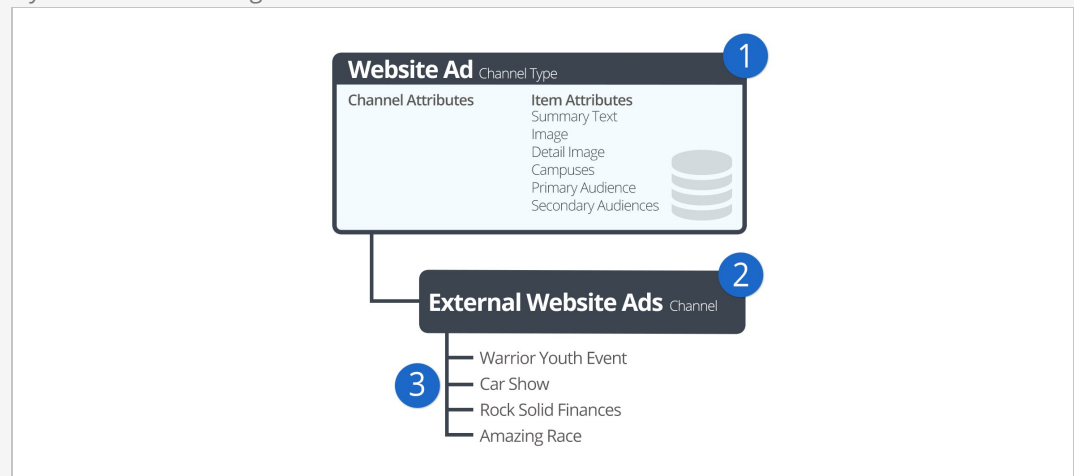 Website Ad Channel Type
1
Channel Attributes
Item Attributes
Summary Text
Image
Detail Image
Campuses
Primary Audience
Secondary Audiences
2
External Website Ads Channel
3
Warrior Youth Event
Car Show
Rock Solid Finances
Amazing Race